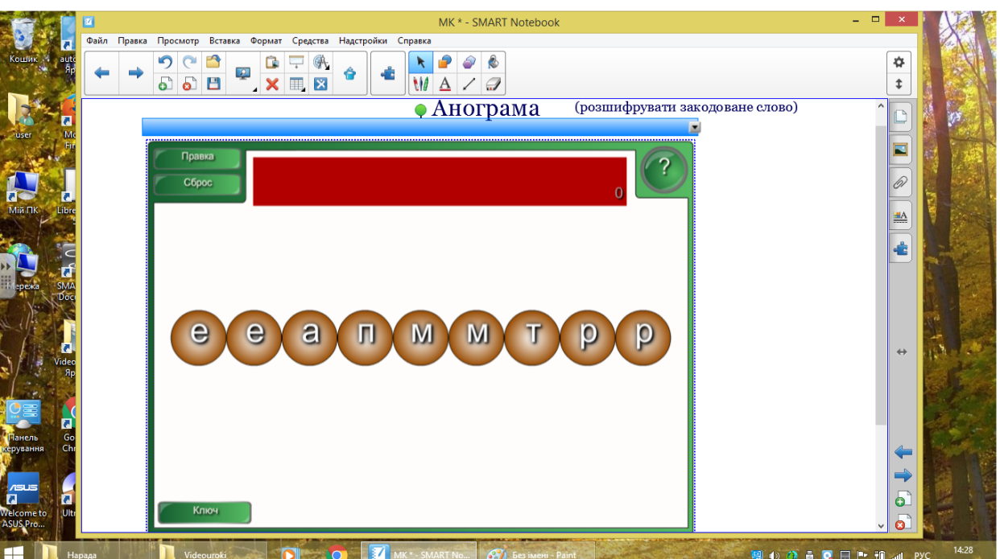 МК * - SMART Notebook
Файл Правка Просмотр Вставка Формат Средства Надстройки Справка
Анограма (розшифрувати закодоване слово)
Правка
Сброс
0
?
е е а п м м т р р
Ключ
Кошик
user
Мій ПК
Мережа
Панель керування
Welcome to ASUS Pro...
Нарада
Videouroki
МК * - SMART No...
Без імені - Paint
РУС
14:28